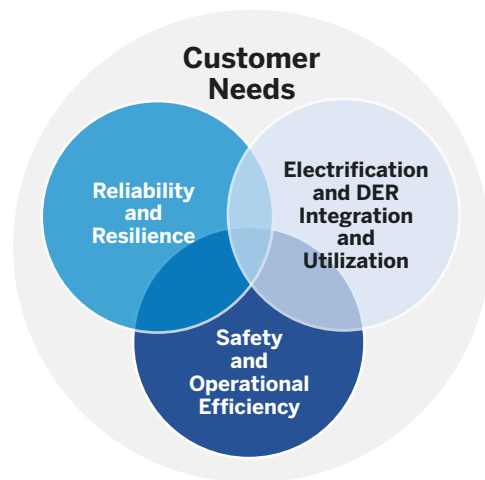 Customer
Needs
Reliability
and
Resilience
Electrification
and DER
Integration
and
Utilization
Safety
and
Operational
Efficiency